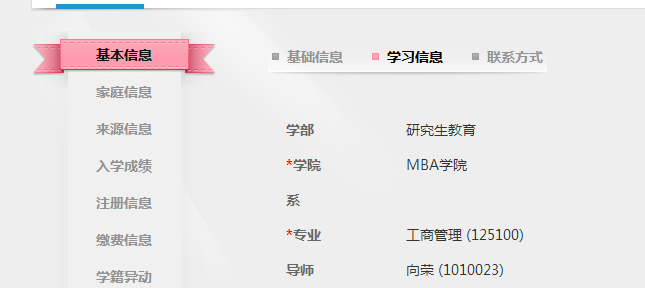 基本信息
家庭信息
来源信息
入学成绩
注册信息
缴费信息
学籍异动
基础信息 学习信息 联系方式
学部 研究生教育
*学院 MBA学院
系
*专业 工商管理 (125100)
导师 向荣 (1010023)